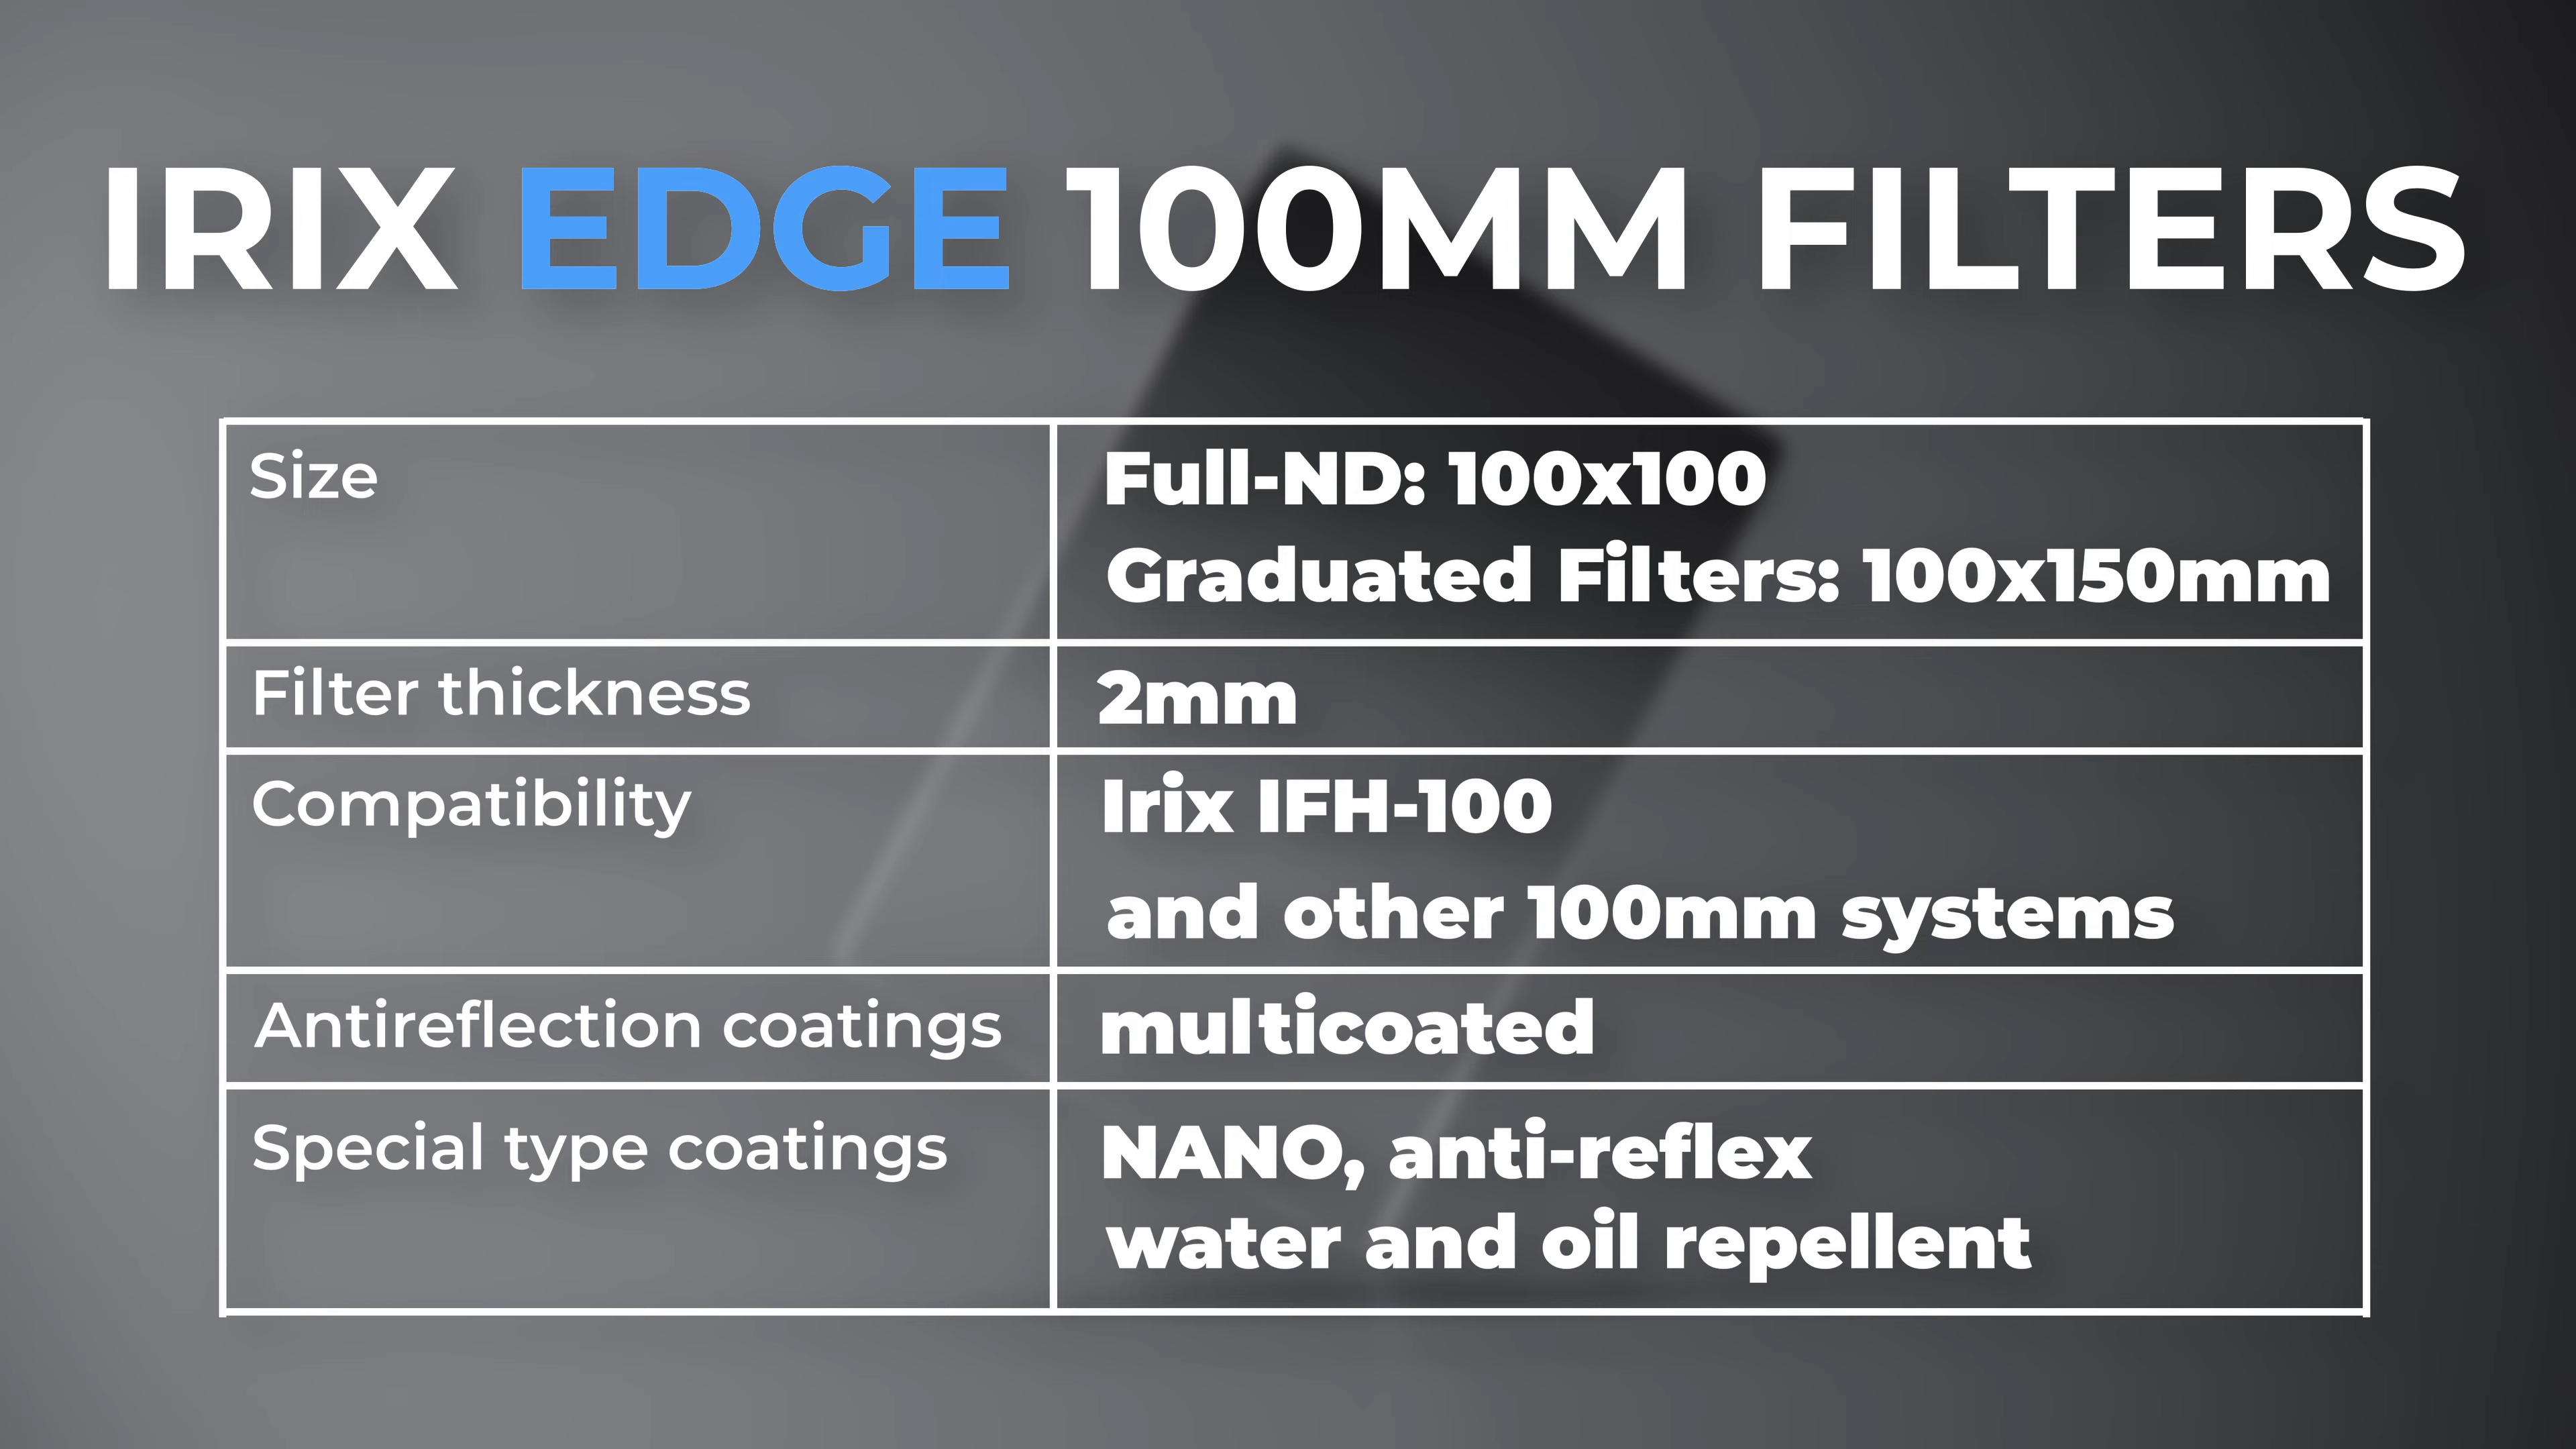 IRIX EDGE 100MM FILTERS
Size
Full-ND: 100x100
Graduated Filters: 100x150mm
Filter thickness
2mm
Compatibility
Irix IFH-100
and other 100mm systems
Antireflection coatings
multicoated
Special type coatings
NANO, anti-reflex
water and oil repellent